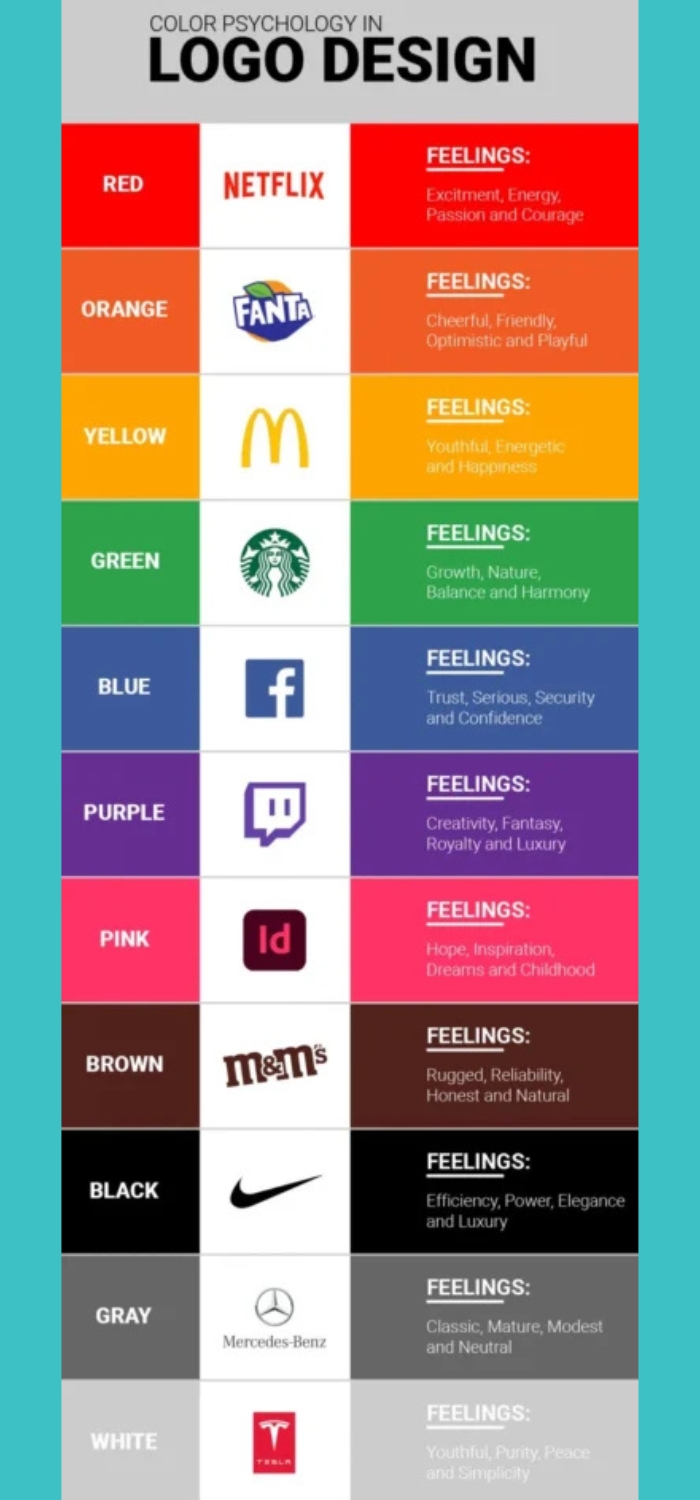 COLOR PSYCHOLOGY IN
LOGO DESIGN
RED
NETFLIX
FEELINGS:
Excitment, Energy,
Passion and Courage
ORANGE
FANTA
FEELINGS:
Cheerful, Friendly,
Optimistic and Playful
YELLOW
FEELINGS:
Youthful, Energetic
and Happiness
GREEN
FEELINGS:
Growth, Nature,
Balance and Harmony
BLUE
f
FEELINGS:
Trust, Serious, Security
and Confidence
PURPLE
FEELINGS:
Creativity, Fantasy,
Royalty and Luxury
PINK
Id
FEELINGS:
Hope, Inspiration,
Dreams and Childhood
BROWN
m&m's
FEELINGS:
Rugged, Reliability,
Honest and Natural
BLACK
FEELINGS:
Efficiency, Power, Elegance
and Luxury
GRAY
Mercedes-Benz
FEELINGS:
Classic, Mature, Modest
and Neutral
WHITE
TESLA
FEELINGS:
Youthful, Purity, Peace
and Simplicity